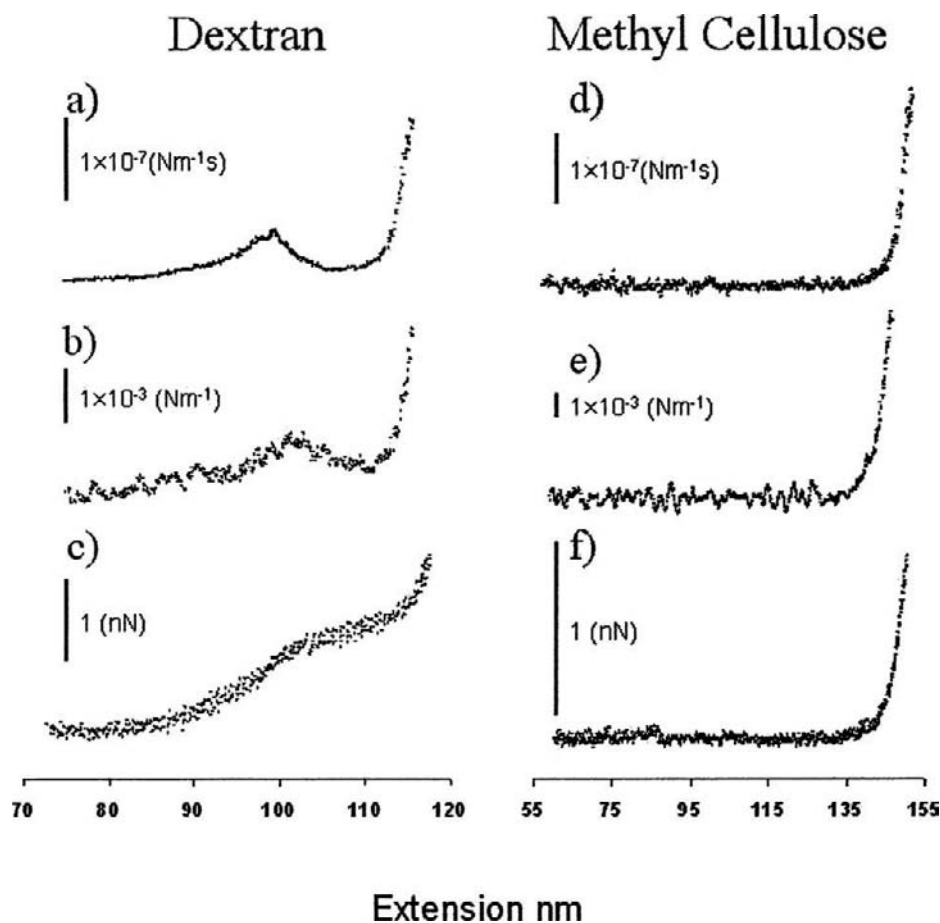 Dextran
Methyl Cellulose
a)
1×10⁻⁷(Nm⁻¹s)
b)
1×10⁻³ (Nm⁻¹)
c)
1 (nN)
d)
1×10⁻⁷(Nm⁻¹s)
e)
1×10⁻³ (Nm⁻¹)
f)
1 (nN)
70 80 90 100 110 120
55 75 95 115 135 155
Extension nm